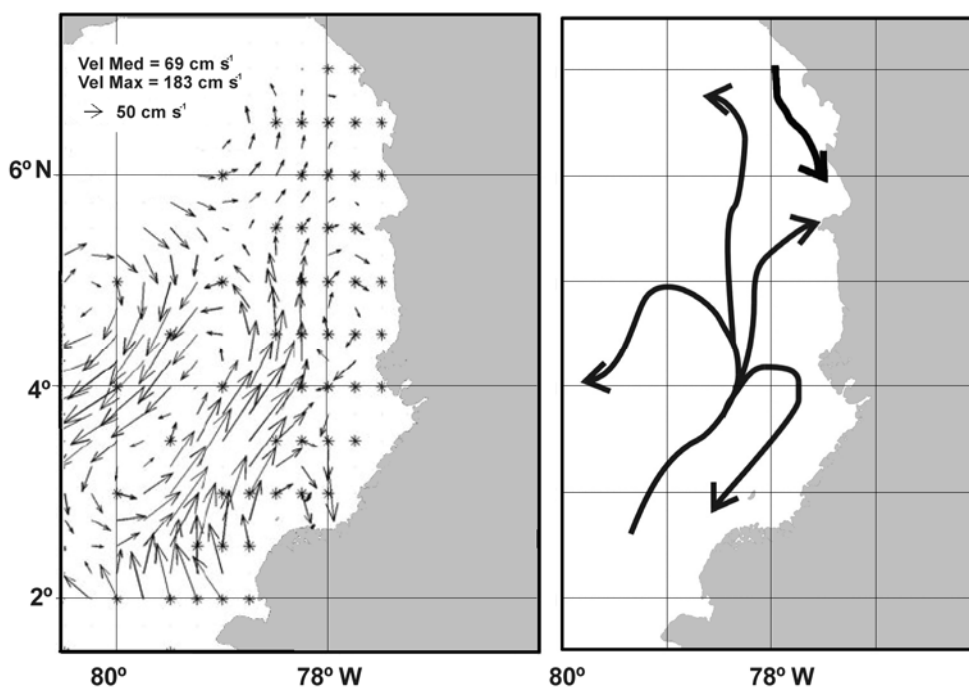 Vel Med = 69 cm s⁻¹
Vel Max = 183 cm s⁻¹
50 cm s⁻¹
6º N
4º
2º
80º
78º W
80º
78º W